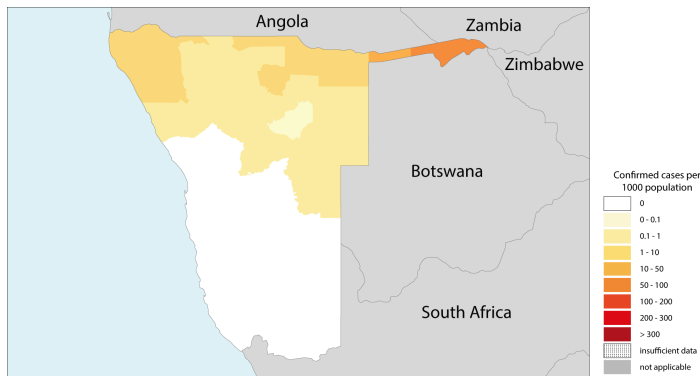 Angola
Zambia
Zimbabwe
Botswana
South Africa
Confirmed cases per
1000 population
0
0 - 0.1
0.1 - 1
1 - 10
10 - 50
50 - 100
100 - 200
200 - 300
> 300
insufficient data
not applicable